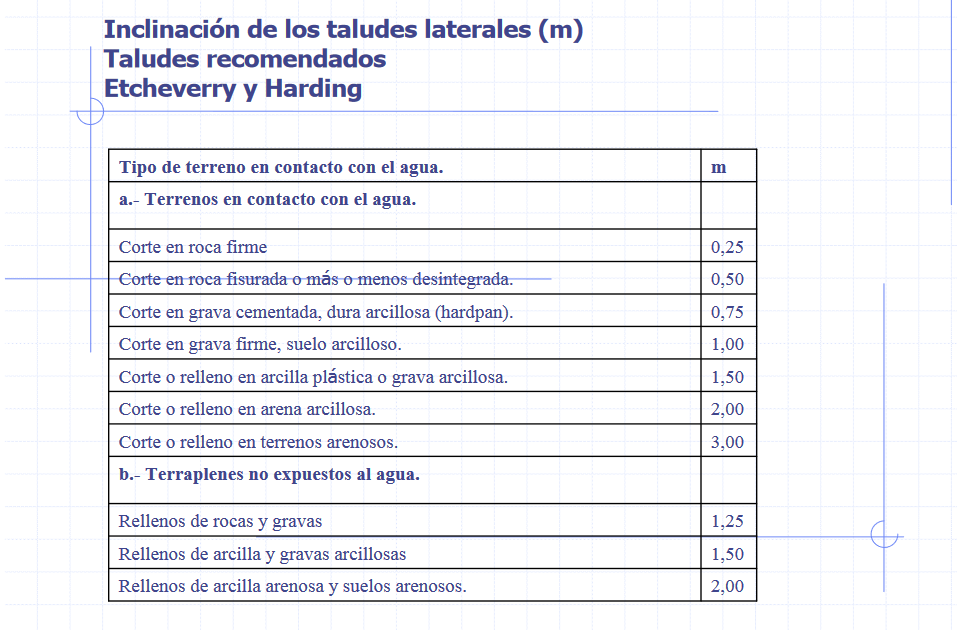 Inclinación de los taludes laterales (m)
Taludes recomendados
Etcheverry y Harding
Tipo de terreno en contacto con el agua. m
a.- Terrenos en contacto con el agua.
Corte en roca firme 0,25
Corte en roca fisurada o más o menos desintegrada. 0,50
Corte en grava cementada, dura arcillosa (hardpan). 0,75
Corte en grava firme, suelo arcilloso. 1,00
Corte o relleno en arcilla plástica o grava arcillosa. 1,50
Corte o relleno en arena arcillosa. 2,00
Corte o relleno en terrenos arenosos. 3,00
b.- Terraplenes no expuestos al agua.
Rellenos de rocas y gravas 1,25
Rellenos de arcilla y gravas arcillosas 1,50
Rellenos de arcilla arenosa y suelos arenosos. 2,00